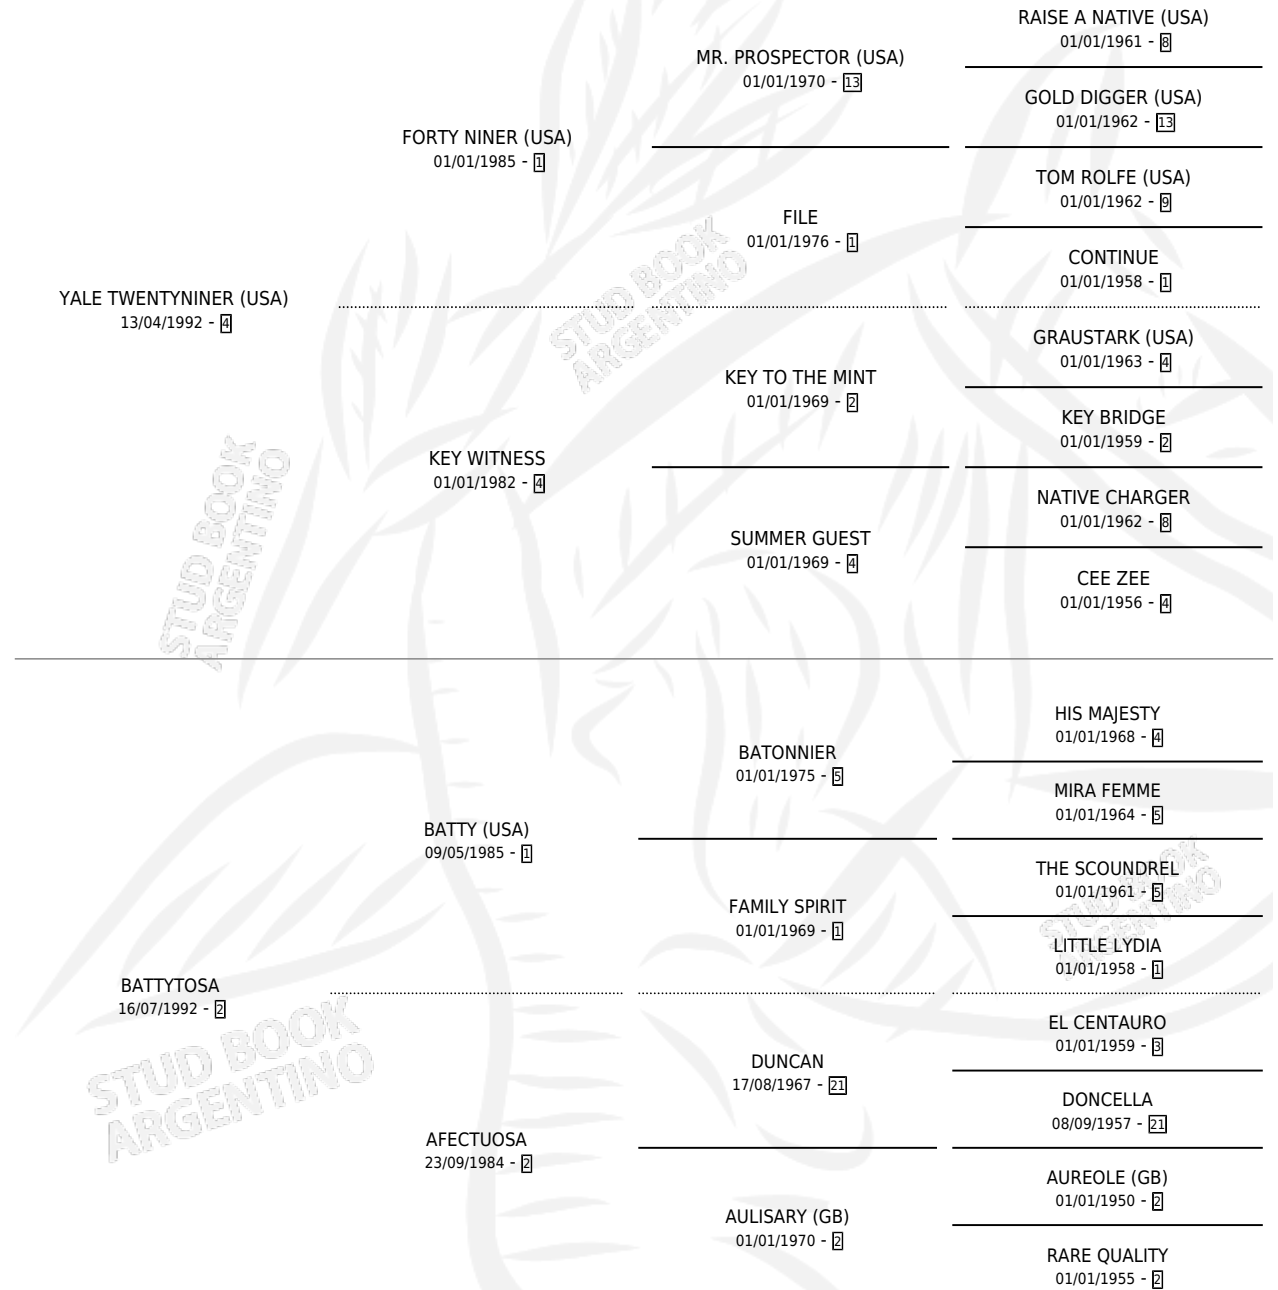 RAISE A NATIVE (USA)
01/01/1961 - 8
MR. PROSPECTOR (USA)
01/01/1970 - 13
GOLD DIGGER (USA)
01/01/1962 - 13
FORTY NINER (USA)
01/01/1985 - 1
TOM ROLFE (USA)
01/01/1962 - 9
FILE
01/01/1976 - 1
CONTINUE
01/01/1958 - 1
YALE TWENTYNINER (USA)
13/04/1992 - 4
GRAUSTARK (USA)
01/01/1963 - 4
KEY TO THE MINT
01/01/1969 - 2
KEY BRIDGE
01/01/1959 - 2
KEY WITNESS
01/01/1982 - 4
NATIVE CHARGER
01/01/1962 - 8
SUMMER GUEST
01/01/1969 - 4
CEE ZEE
01/01/1956 - 4
HIS MAJESTY
01/01/1968 - 4
BATONNIER
01/01/1975 - 5
MIRA FEMME
01/01/1964 - 5
BATTY (USA)
09/05/1985 - 1
THE SCOUNDREL
01/01/1961 - 5
FAMILY SPIRIT
01/01/1969 - 1
LITTLE LYDIA
01/01/1958 - 1
BATTYTOSA
16/07/1992 - 2
EL CENTAURO
01/01/1959 - 3
DUNCAN
17/08/1967 - 21
DONCELLA
08/09/1957 - 21
AFECTUOSA
23/09/1984 - 2
AUREOLE (GB)
01/01/1950 - 2
AULISARY (GB)
01/01/1970 - 2
RARE QUALITY
01/01/1955 - 2
STUD BOOK
ARGENTINO
STUD BOOK
ARGENTINO
STUD BOOK
ARGENTINO
STUD BOOK
ARGENTINO